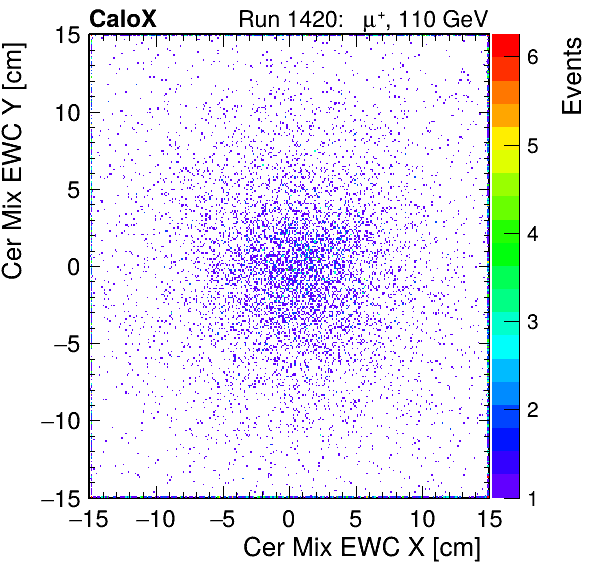 CaloX Run 1420: μ⁺, 110 GeV
Events
Cer Mix EWC Y [cm]
15
10
5
0
−5
−10
−15
6
5
4
3
2
1
−15 −10 −5 0 5 10 15
Cer Mix EWC X [cm]